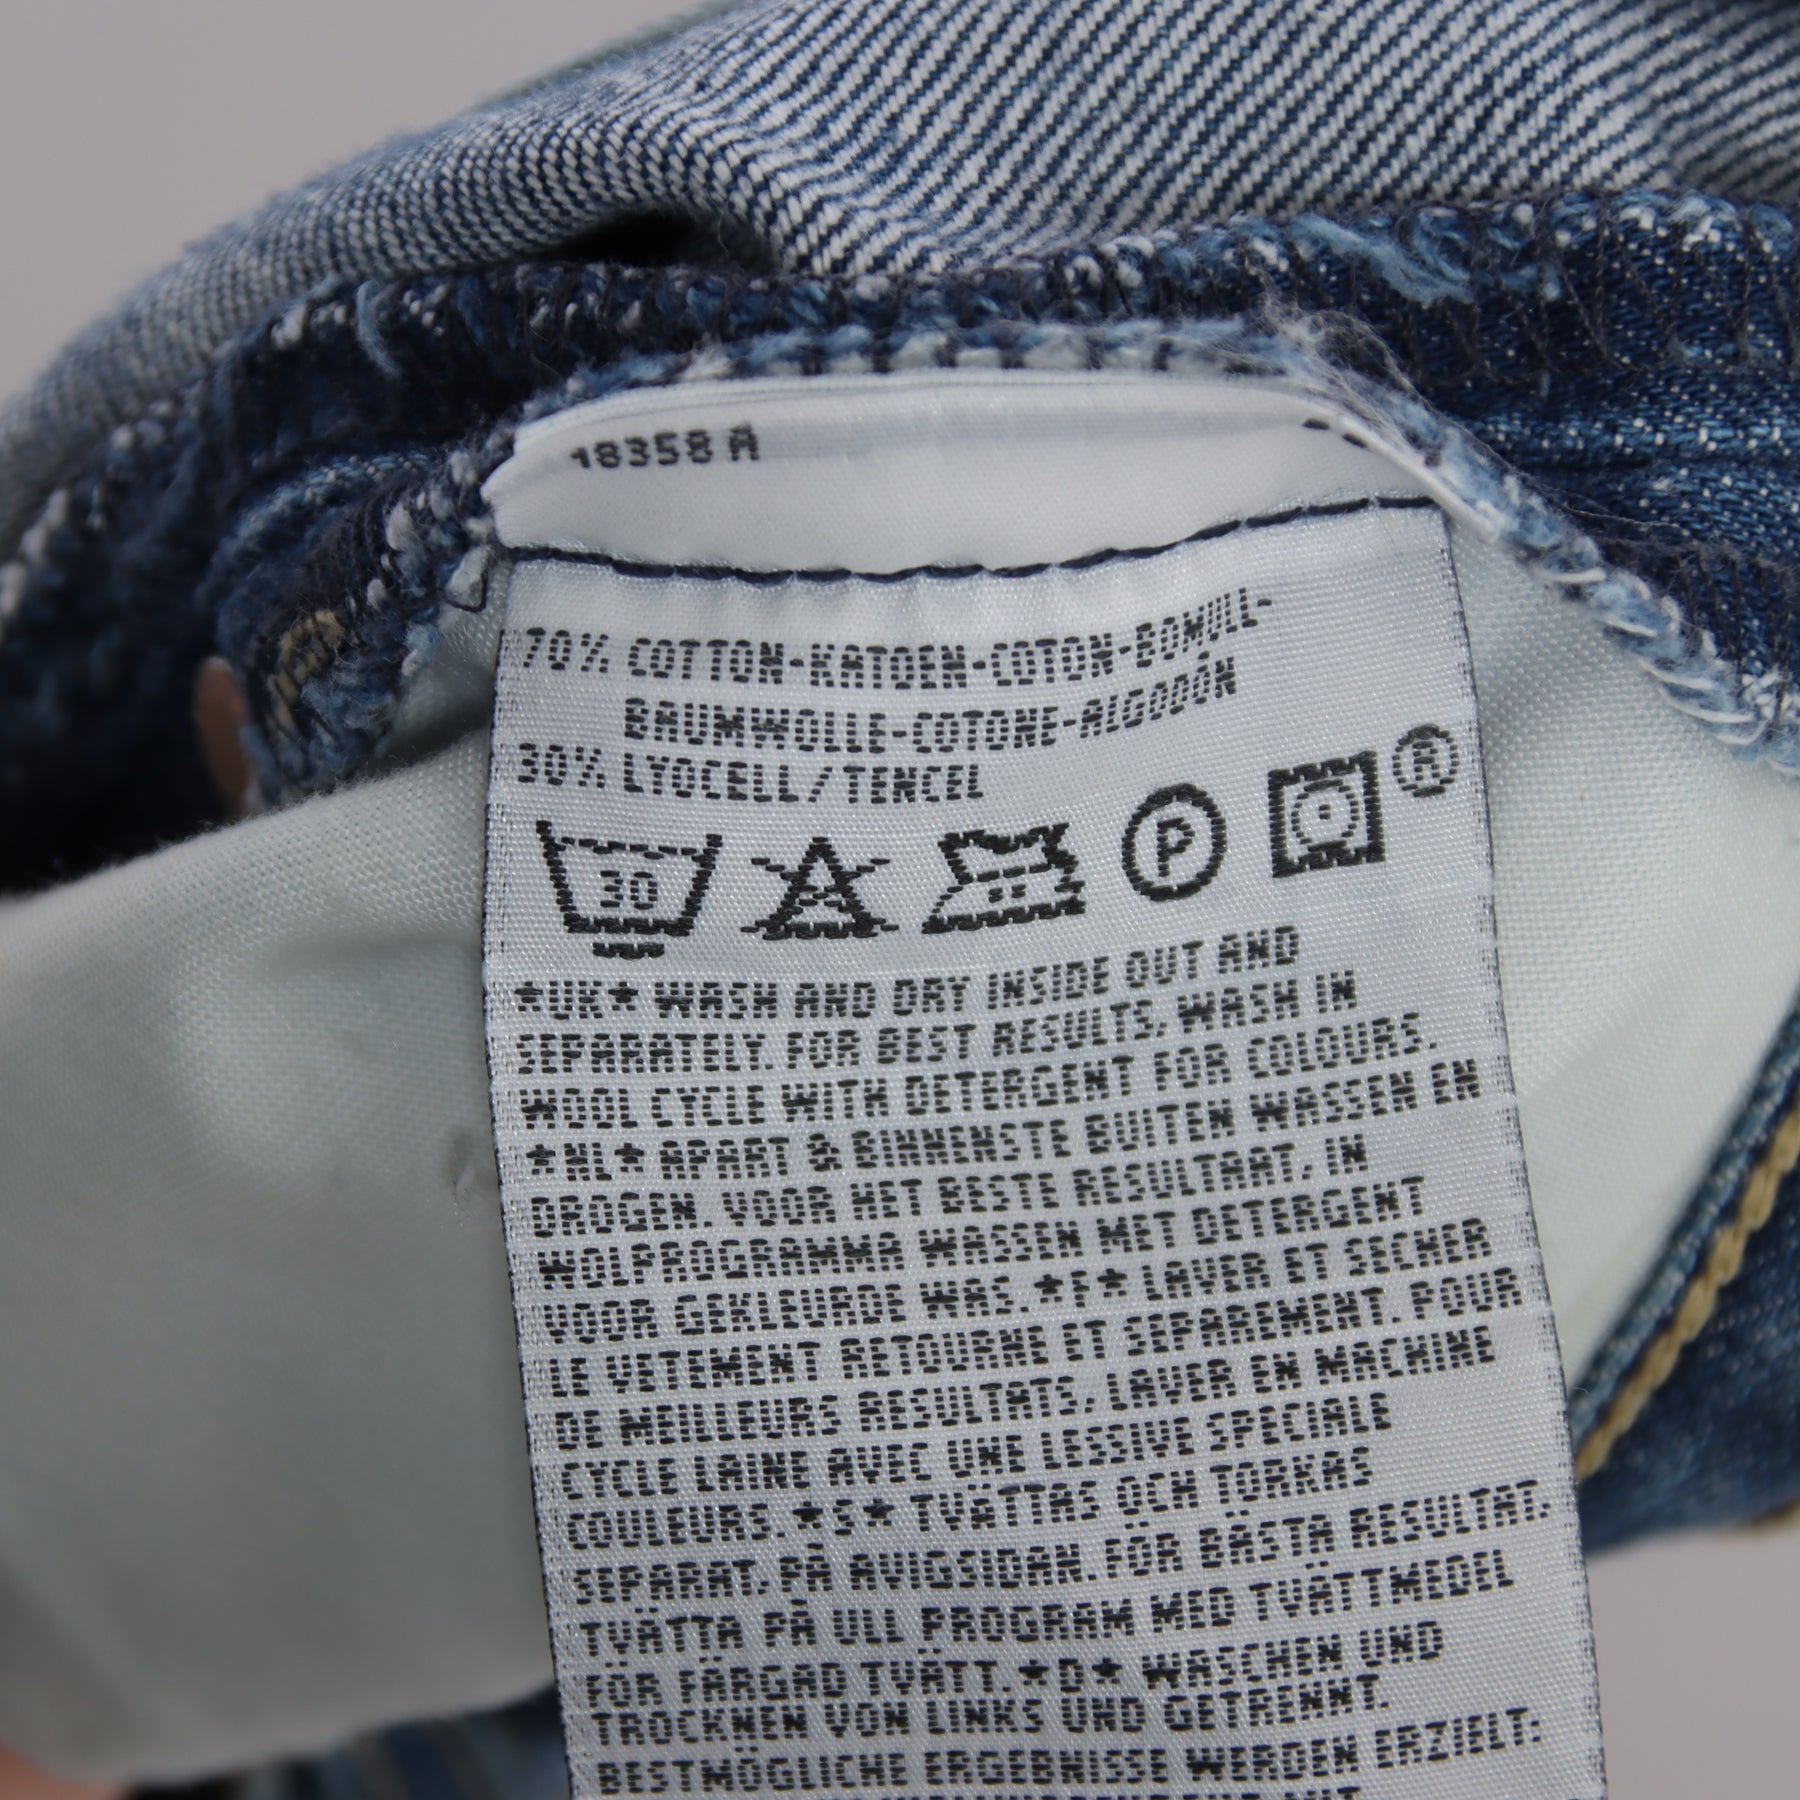 18358 A
70% COTTON-KATOEN-COTON-BOMULL-
BAUMWOLLE-COTONE-ALGODÓN
30% LYOCELL/TENCEL
30 P ®
*UK* WASH AND DRY INSIDE OUT AND
SEPARATELY. FOR BEST RESULTS, WASH IN
WOOL CYCLE WITH DETERGENT FOR COLOURS.
*NL* APART & BINNENSTE BUITEN WASSEN EN
DROGEN. VOOR HET BESTE RESULTAAT, IN
WOLPROGRAMMA WASSEN MET DETERGENT
VOOR GEKLEURDE WAS. *F* LAVER ET SECHER
LE VETEMENT RETOURNE ET SEPAREMENT. POUR
DE MEILLEURS RESULTATS, LAVER EN MACHINE
CYCLE LAINE AVEC UNE LESSIVE SPECIALE
COULEURS. *S* TVÄTTAS OCH TORKAS
SEPARAT, PÅ AVIGSIDAN. FÖR BÄSTA RESULTAT,
TVÄTTA PÅ ULL PROGRAM MED TVÄTTMEDEL
FÖR FÄRGAD TVÄTT. *D* WASCHEN UND
TROCKNEN VON LINKS UND GETRENNT.
BESTMÖGLICHE ERGEBNISSE WERDEN ERZIELT: